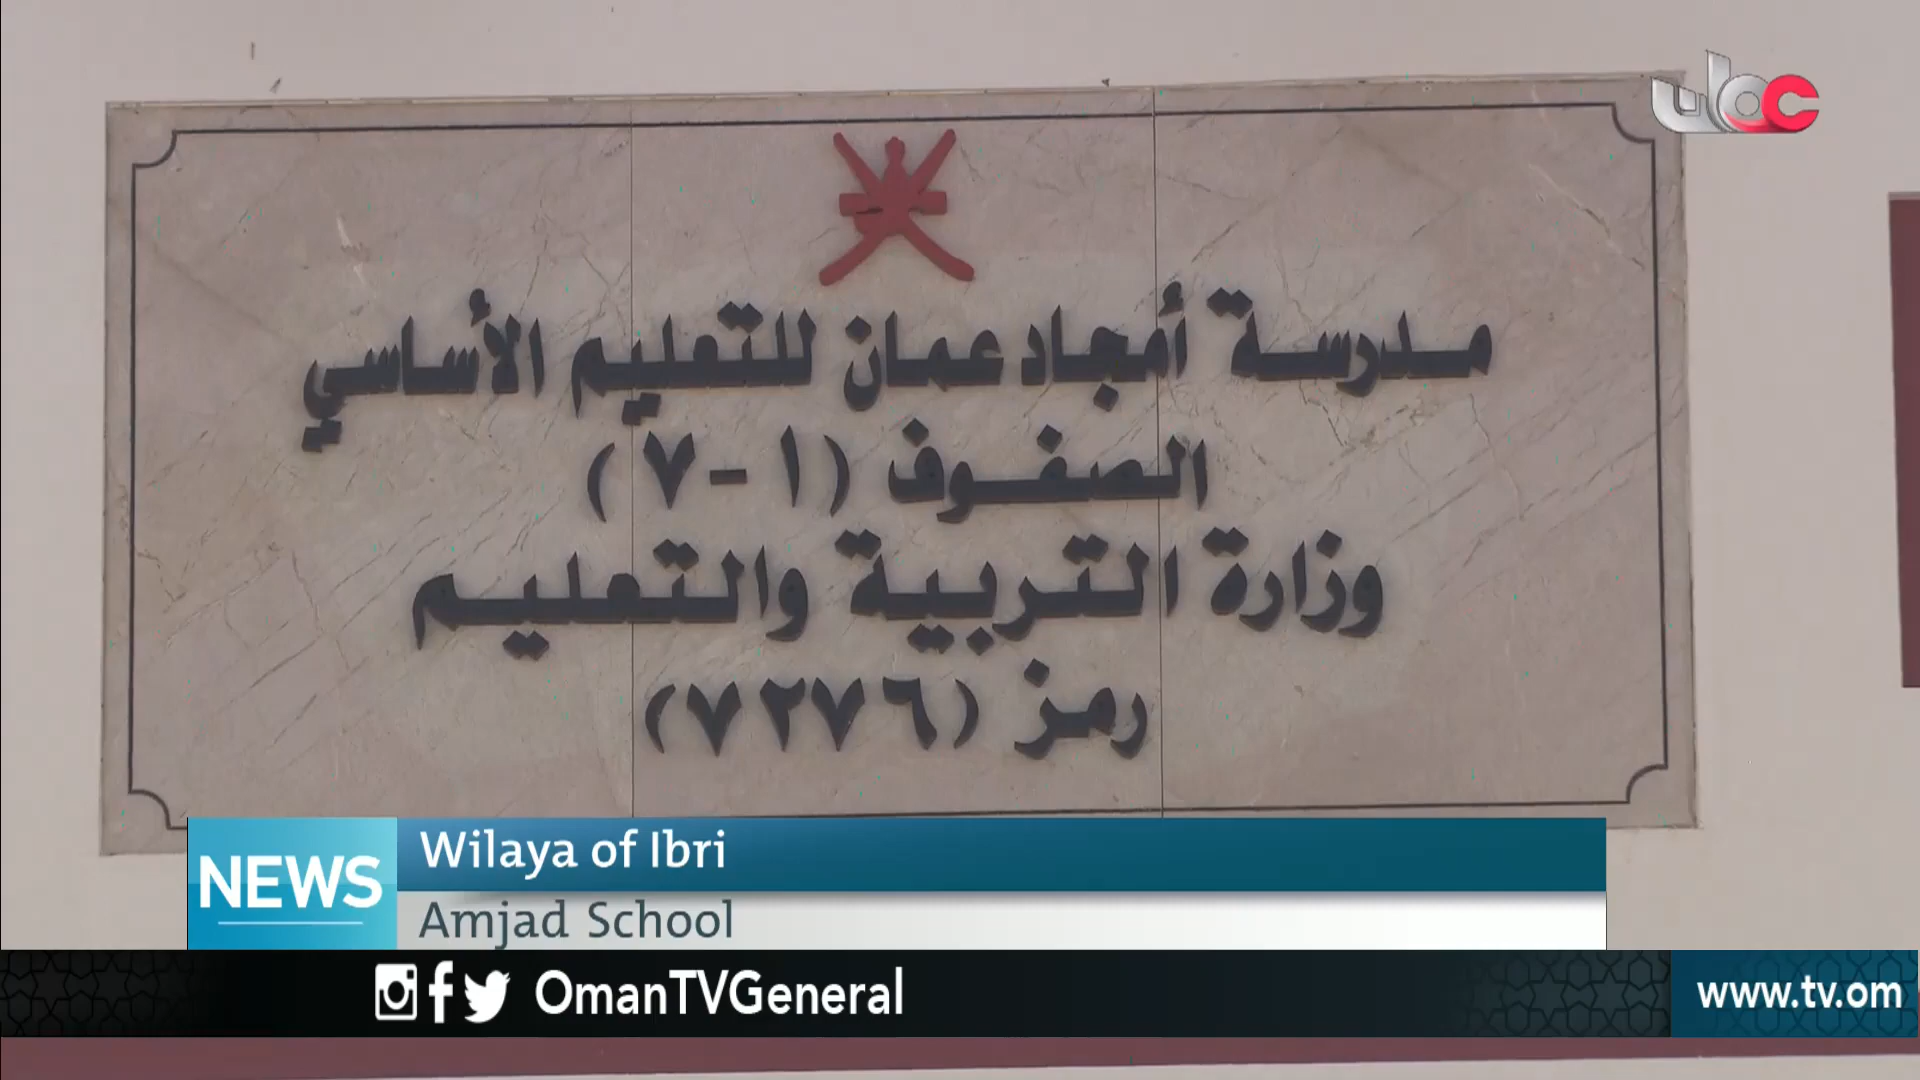 عمان
مدرسة أمجاد عمان للتعليم الأساسي
الصفوف (١-٧)
وزارة التربية والتعليم
رمز (٧٢٧٦)
NEWS
Wilaya of Ibri
Amjad School
OmanTVGeneral
www.tv.om